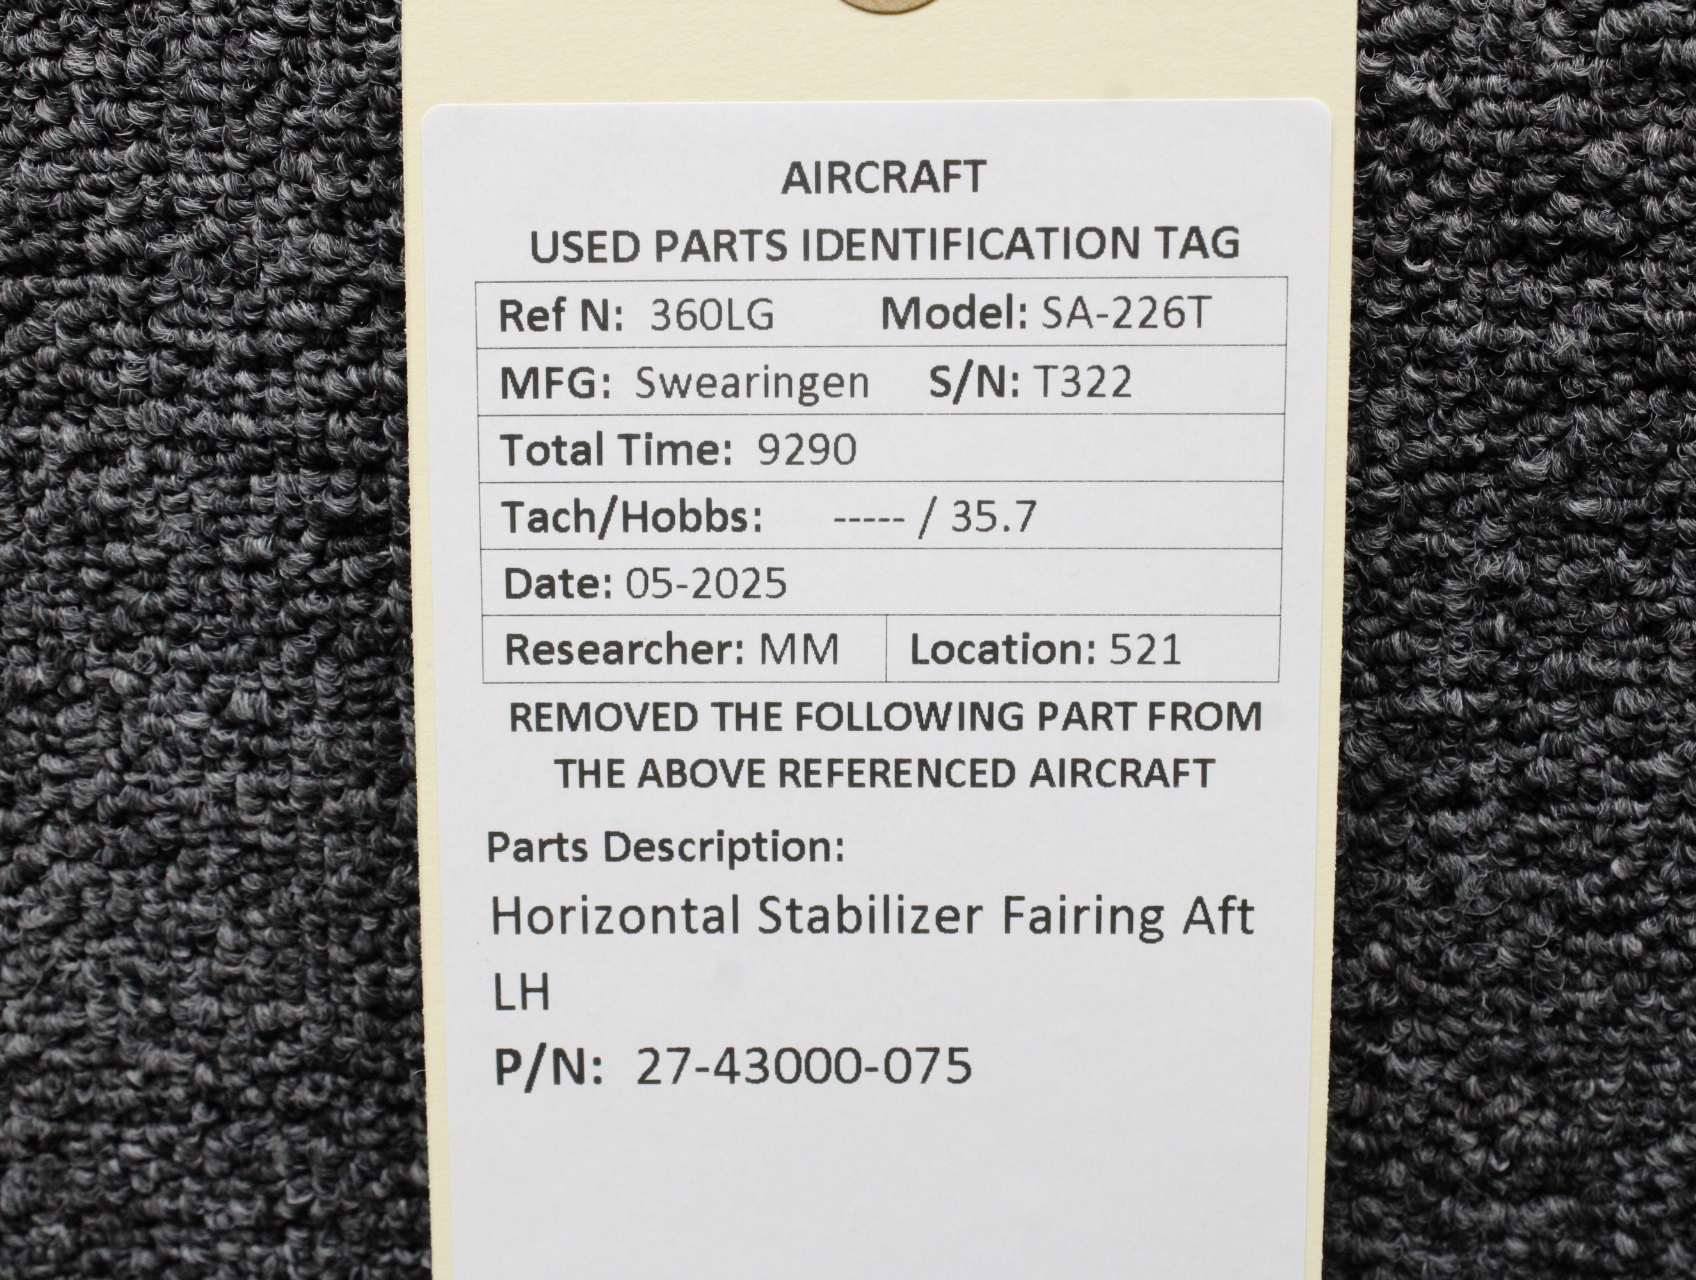 AIRCRAFT
USED PARTS IDENTIFICATION TAG
Ref N: 360LG Model: SA-226T
MFG: Swearingen S/N: T322
Total Time: 9290
Tach/Hobbs: ----- / 35.7
Date: 05-2025
Researcher: MM Location: 521
REMOVED THE FOLLOWING PART FROM
THE ABOVE REFERENCED AIRCRAFT
Parts Description:
Horizontal Stabilizer Fairing Aft
LH
P/N: 27-43000-075